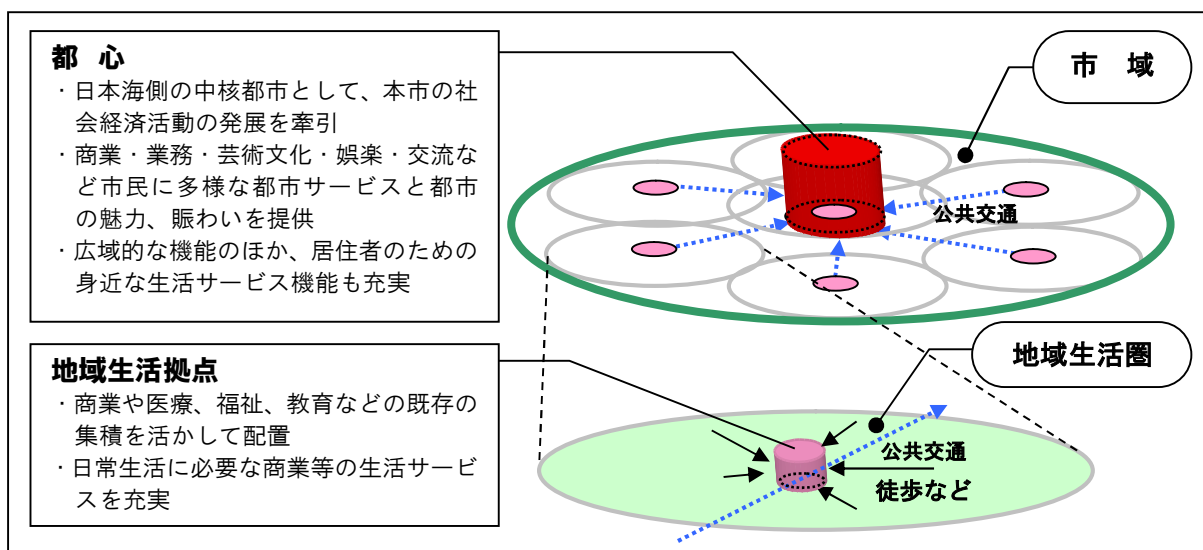 都 心
・日本海側の中核都市として、本市の社
会経済活動の発展を牽引
・商業・業務・芸術文化・娯楽・交流な
ど市民に多様な都市サービスと都市
の魅力、賑わいを提供
・広域的な機能のほか、居住者のための
身近な生活サービス機能も充実
市 域
公共交通
地域生活拠点
・商業や医療、福祉、教育などの既存の
集積を活かして配置
・日常生活に必要な商業等の生活サービ
スを充実
地域生活圏
公共交通
徒歩など